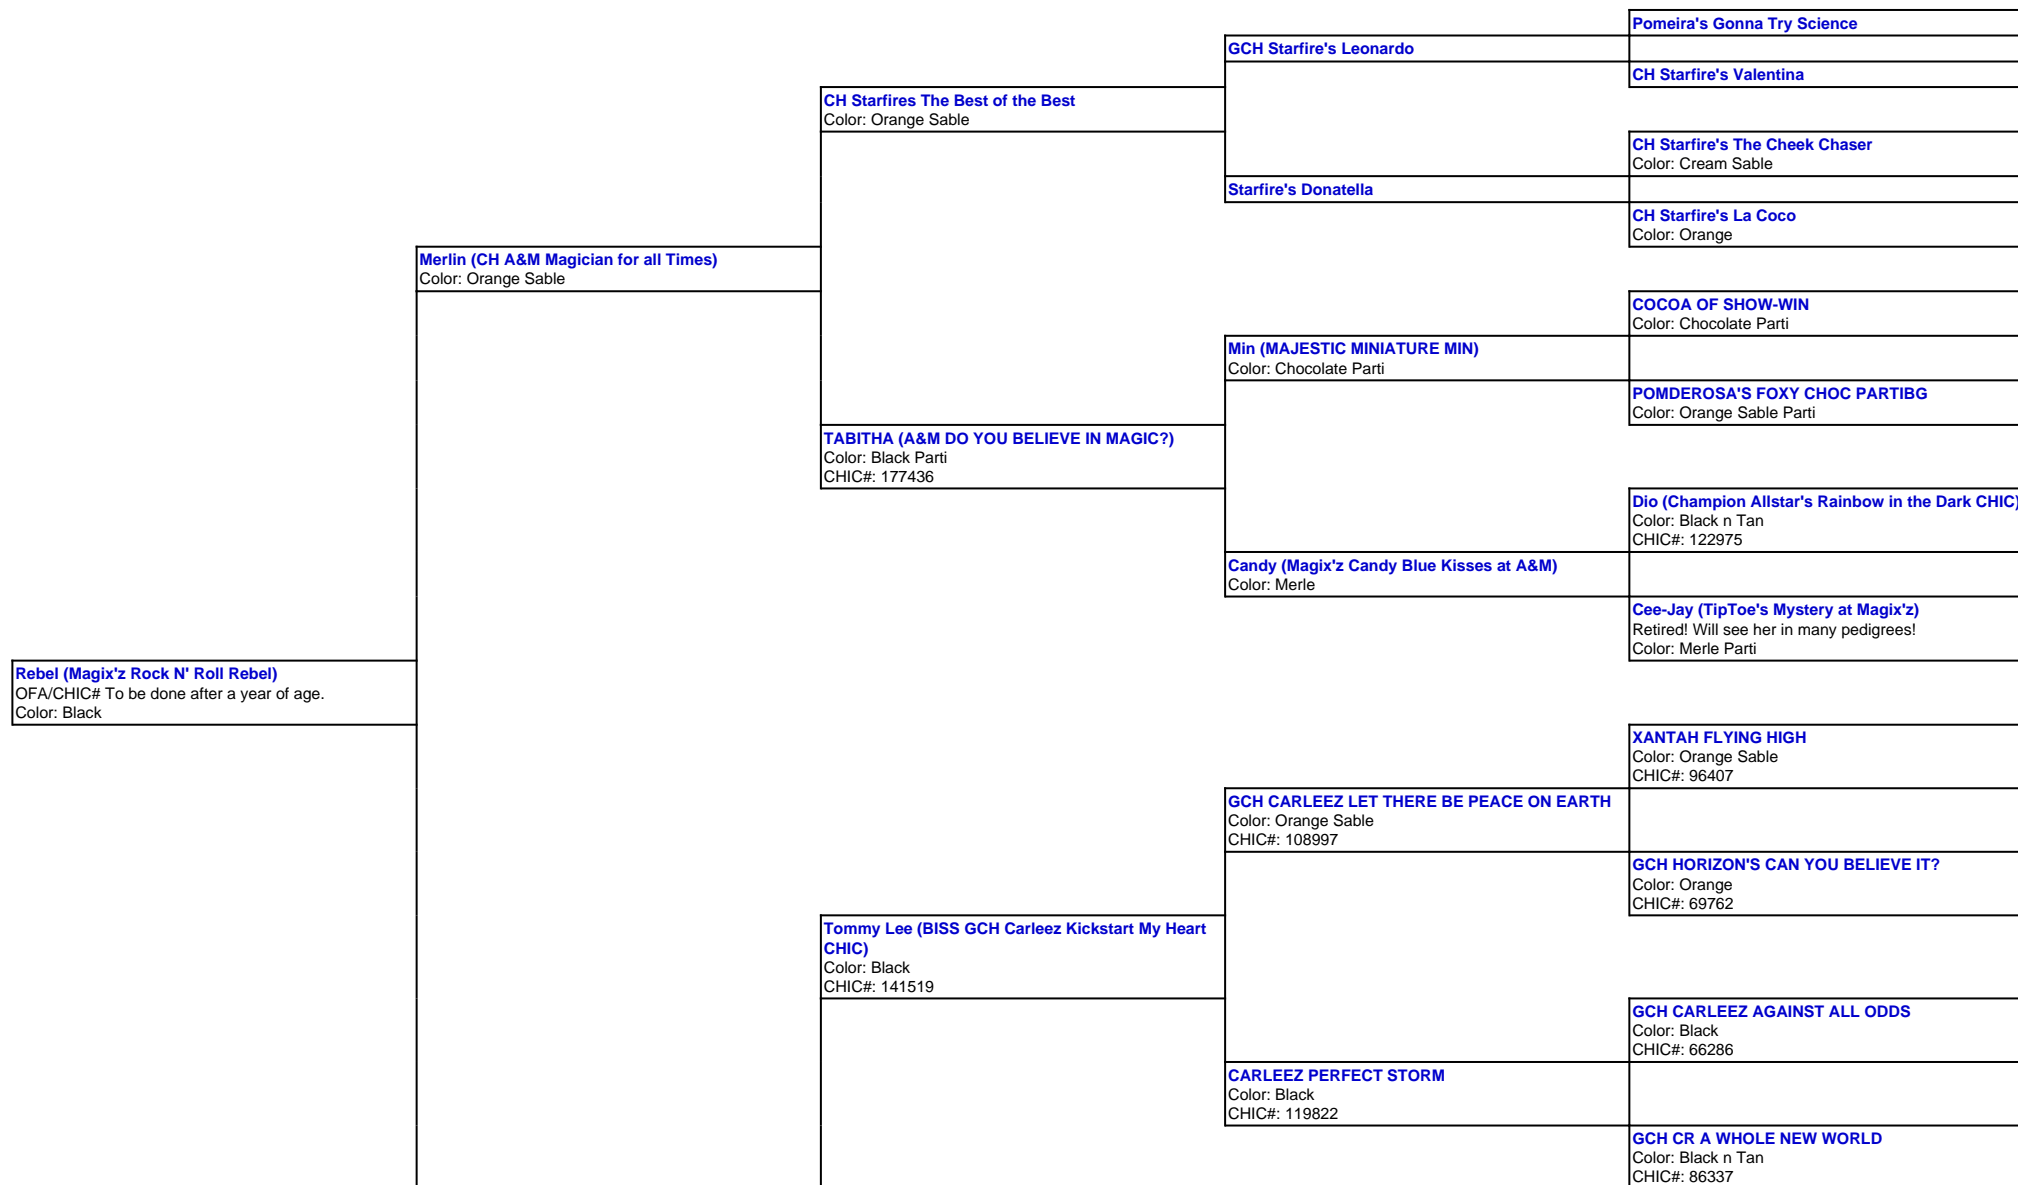 Pomeira's Gonna Try Science
GCH Starfire's Leonardo
CH Starfire's Valentina
CH Starfires The Best of the Best
Color: Orange Sable
CH Starfire's The Cheek Chaser
Color: Cream Sable
Starfire's Donatella
CH Starfire's La Coco
Color: Orange
Merlin (CH A&M Magician for all Times)
Color: Orange Sable
COCOA OF SHOW-WIN
Color: Chocolate Parti
Min (MAJESTIC MINIATURE MIN)
Color: Chocolate Parti
POMDEROSA'S FOXY CHOC PARTIBG
Color: Orange Sable Parti
TABITHA (A&M DO YOU BELIEVE IN MAGIC?)
Color: Black Parti
CHIC#: 177436
Dio (Champion Allstar's Rainbow in the Dark CHIC)
Color: Black n Tan
CHIC#: 122975
Candy (Magix'z Candy Blue Kisses at A&M)
Color: Merle
Cee-Jay (TipToe's Mystery at Magix'z)
Retired! Will see her in many pedigrees!
Color: Merle Parti
Rebel (Magix'z Rock N' Roll Rebel)
OFA/CHIC# To be done after a year of age.
Color: Black
XANTAH FLYING HIGH
Color: Orange Sable
CHIC#: 96407
GCH CARLEEZ LET THERE BE PEACE ON EARTH
Color: Orange Sable
CHIC#: 108997
GCH HORIZON'S CAN YOU BELIEVE IT?
Color: Orange
CHIC#: 69762
Tommy Lee (BISS GCH Carleez Kickstart My Heart
CHIC)
Color: Black
CHIC#: 141519
GCH CARLEEZ AGAINST ALL ODDS
Color: Black
CHIC#: 66286
CARLEEZ PERFECT STORM
Color: Black
CHIC#: 119822
GCH CR A WHOLE NEW WORLD
Color: Black n Tan
CHIC#: 86337